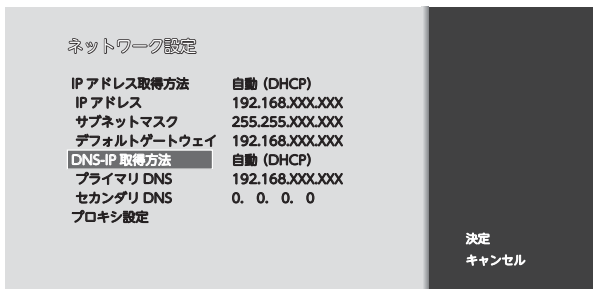 ネットワーク設定
IP アドレス取得方法 自動 (DHCP)
IP アドレス 192.168.XXX.XXX
サブネットマスク 255.255.XXX.XXX
デフォルトゲートウェイ 192.168.XXX.XXX
DNS-IP 取得方法 自動 (DHCP)
プライマリ DNS 192.168.XXX.XXX
セカンダリ DNS 0. 0. 0. 0
プロキシ設定
決定
キャンセル